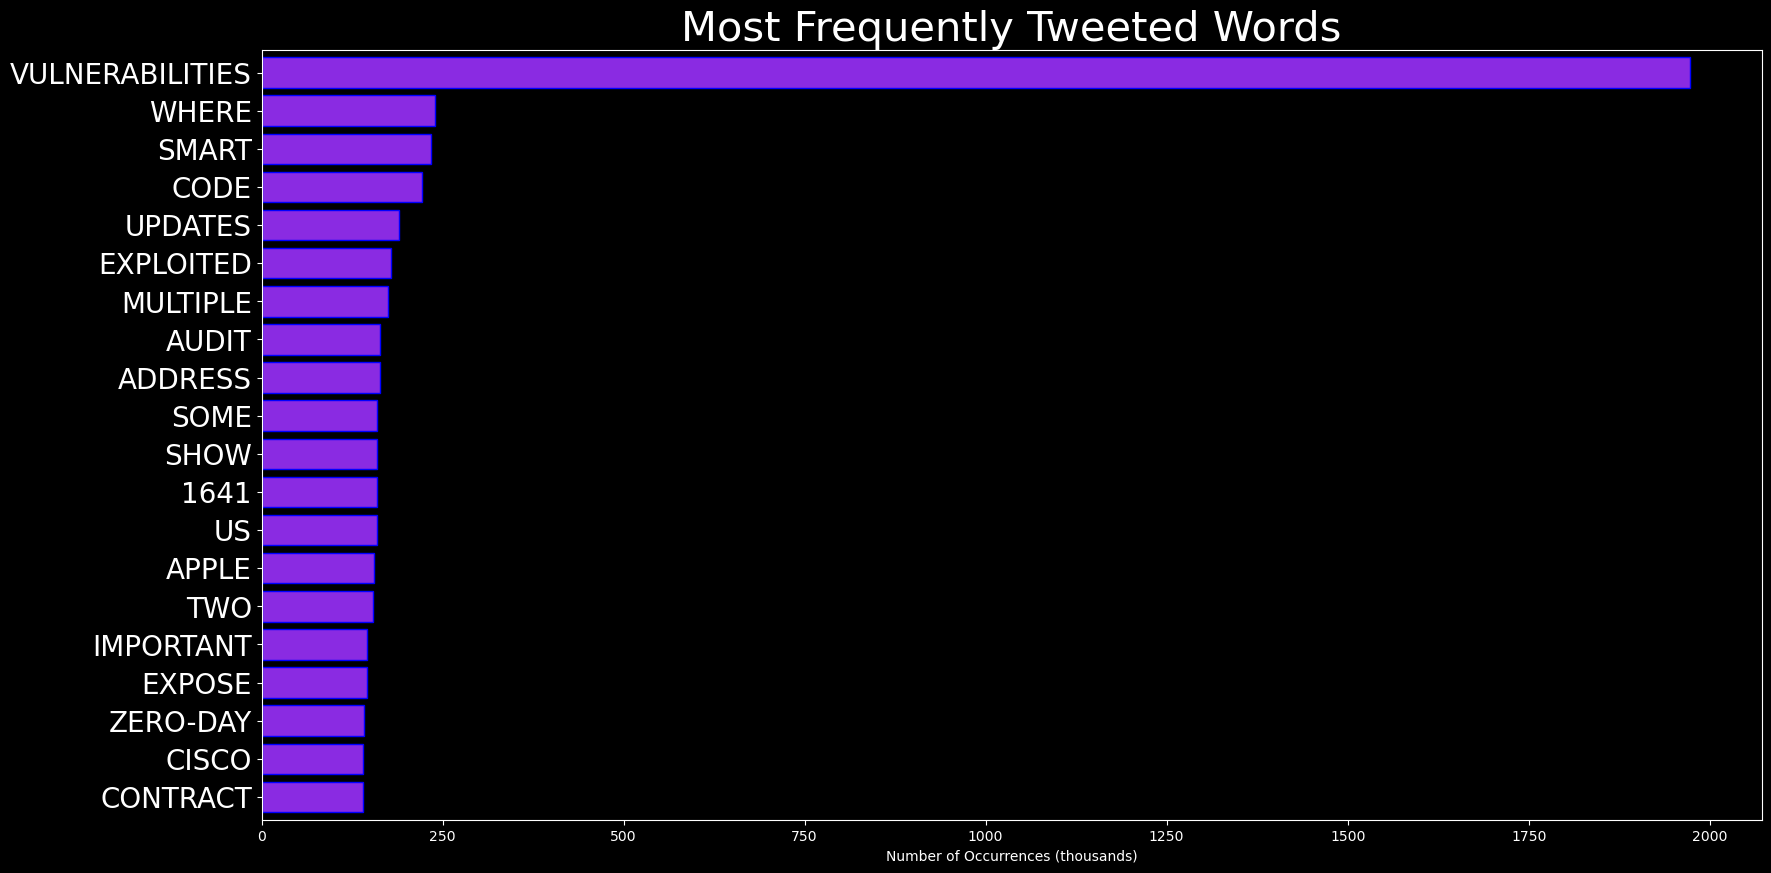 Most Frequently Tweeted Words
VULNERABILITIES
WHERE
SMART
CODE
UPDATES
EXPLOITED
MULTIPLE
AUDIT
ADDRESS
SOME
SHOW
1641
US
APPLE
TWO
IMPORTANT
EXPOSE
ZERO-DAY
CISCO
CONTRACT
0 250 500 750 1000 1250 1500 1750 2000
Number of Occurrences (thousands)